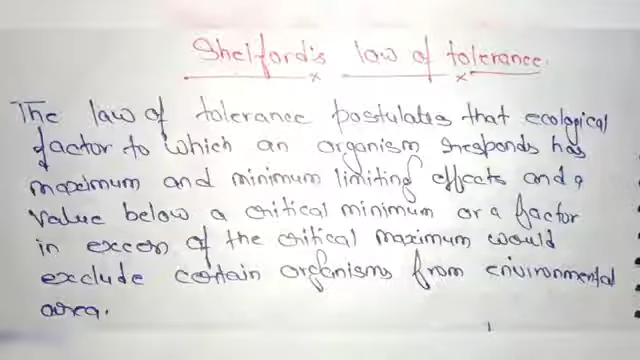 Shelford's law of tolerance.
The law of tolerance postulates that ecological
factor to which an organism responds has
maximum and minimum limiting effects and a
value below a critical minimum or a factor
in excess of the critical maximum would
exclude certain organisms from environmental
area.